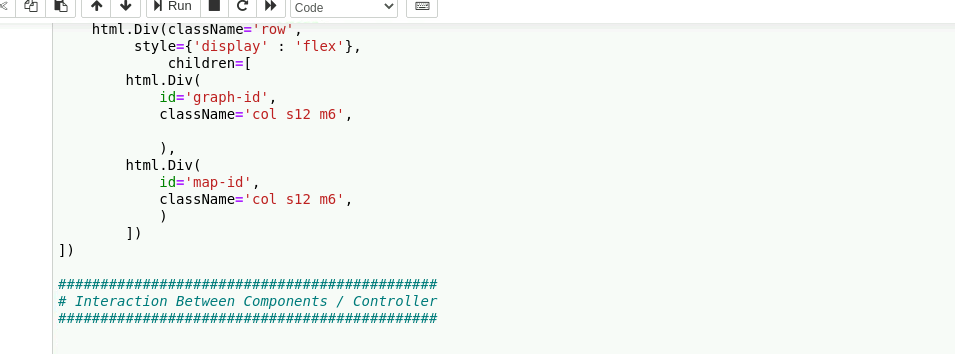 Run
Code
html.Div(className='row',
style={'display' : 'flex'},
children=[
html.Div(
id='graph-id',
className='col s12 m6',
),
html.Div(
id='map-id',
className='col s12 m6',
)
])
])
#############################################
# Interaction Between Components / Controller
#############################################